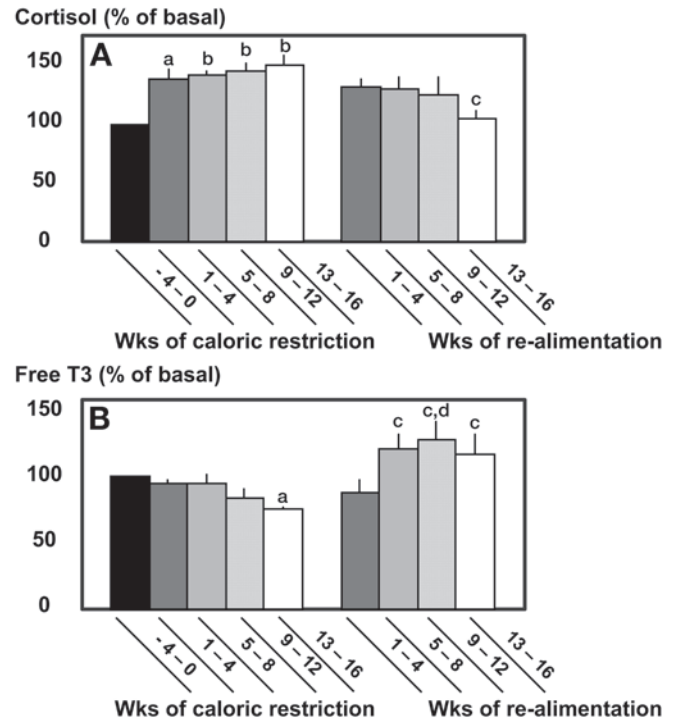 Cortisol (% of basal)
A
150
100
50
0
a
b
b
b
c
- 4 – 0
1 – 4
5 – 8
9 – 12
13 – 16
1 – 4
5 – 8
9 – 12
13 – 16
Wks of caloric restriction
Wks of re-alimentation
Free T3 (% of basal)
B
150
100
50
0
a
c
c,d
c
- 4 – 0
1 – 4
5 – 8
9 – 12
13 – 16
1 – 4
5 – 8
9 – 12
13 – 16
Wks of caloric restriction
Wks of re-alimentation